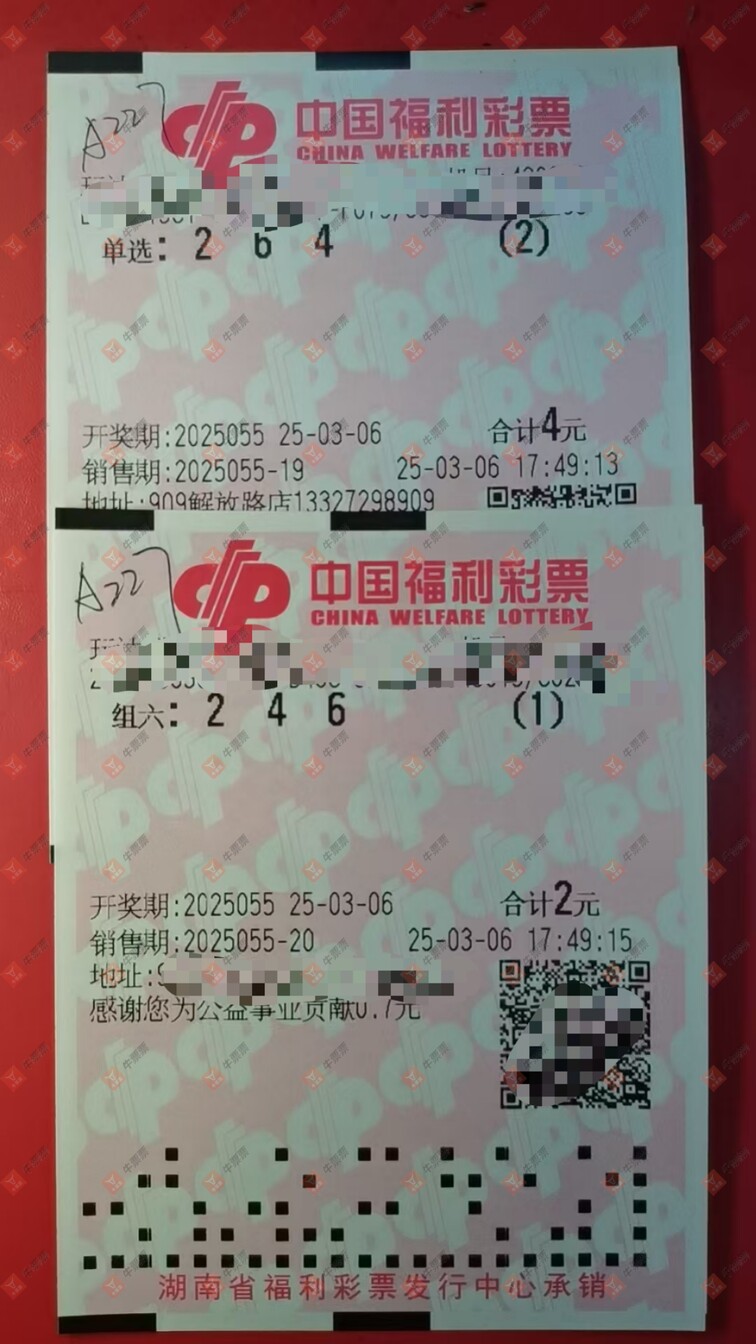 A227
中国福利彩票
CHINA WELFARE LOTTERY
单选: 2 6 4 (2)
开奖期:2025055 25-03-06 合计4元
销售期:2025055-19 25-03-06 17:49:13
地址:909解放路店13327298909
A227
中国福利彩票
CHINA WELFARE LOTTERY
组六: 2 4 6 (1)
开奖期:2025055 25-03-06 合计2元
销售期:2025055-20 25-03-06 17:49:15
地址:
感谢您为公益事业贡献0.7元
湖南省福利彩票发行中心承销